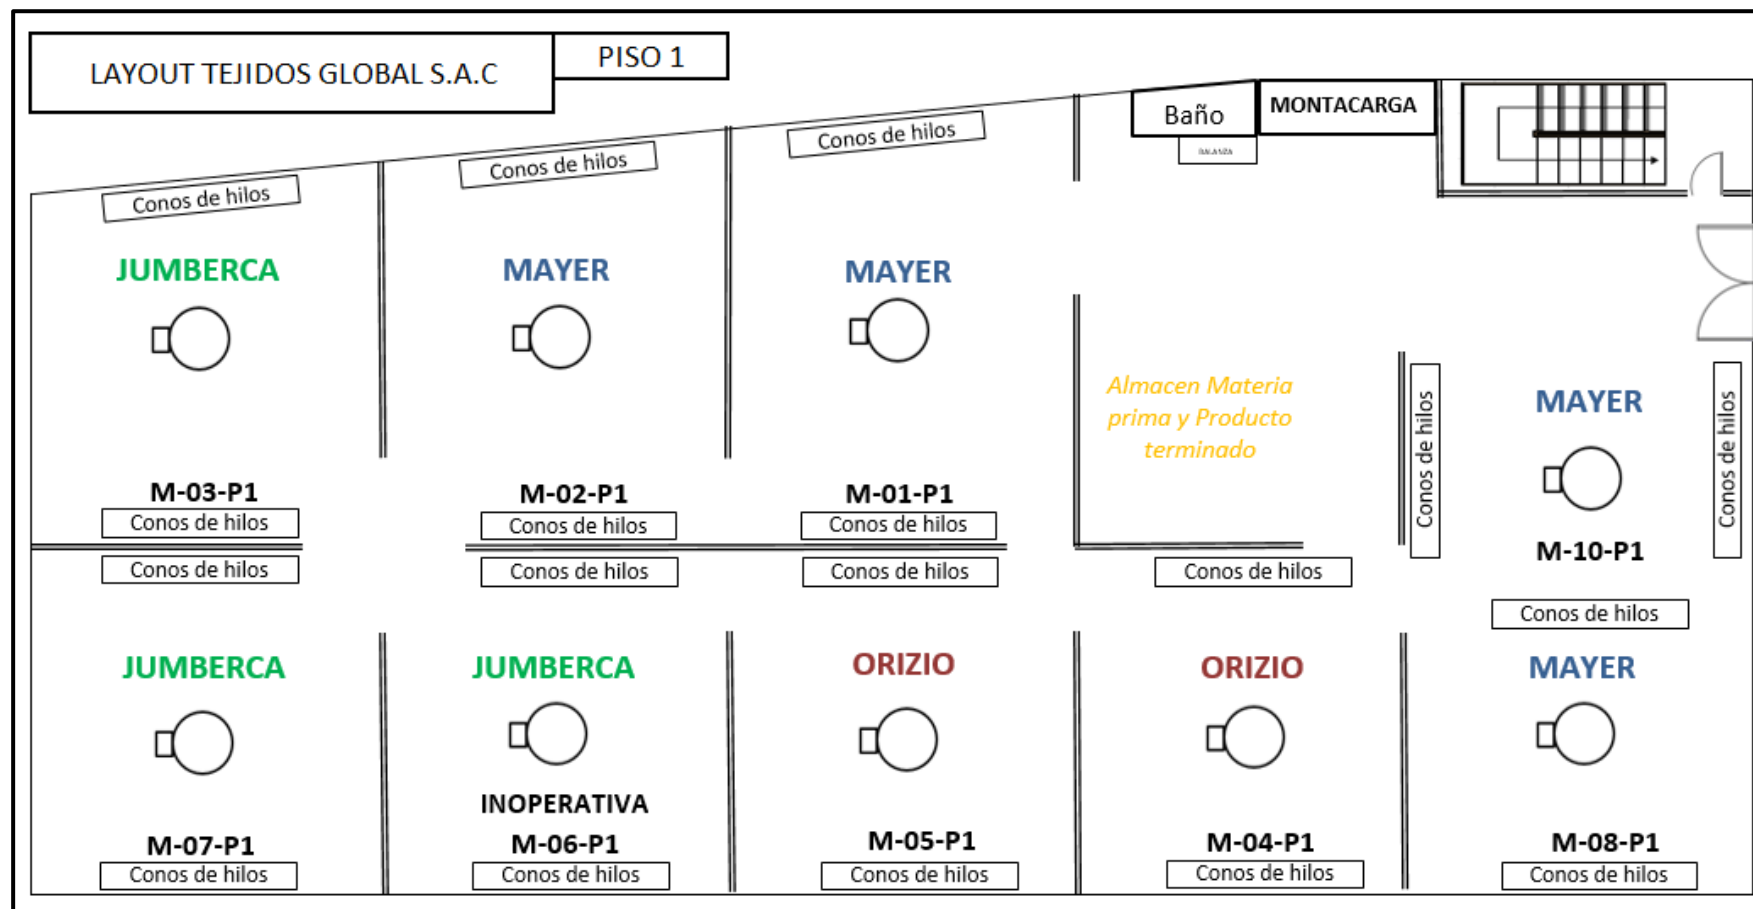 LAYOUT TEJIDOS GLOBAL S.A.C
PISO 1
Baño
MONTACARGA
BALANZA
Conos de hilos
Conos de hilos
Conos de hilos
JUMBERCA
MAYER
MAYER
Almacen Materia
prima y Producto
terminado
Conos de hilos
MAYER
Conos de hilos
M-03-P1
M-02-P1
M-01-P1
Conos de hilos
Conos de hilos
Conos de hilos
M-10-P1
Conos de hilos
Conos de hilos
Conos de hilos
Conos de hilos
Conos de hilos
JUMBERCA
JUMBERCA
ORIZIO
ORIZIO
MAYER
INOPERATIVA
M-07-P1
M-06-P1
M-05-P1
M-04-P1
M-08-P1
Conos de hilos
Conos de hilos
Conos de hilos
Conos de hilos
Conos de hilos